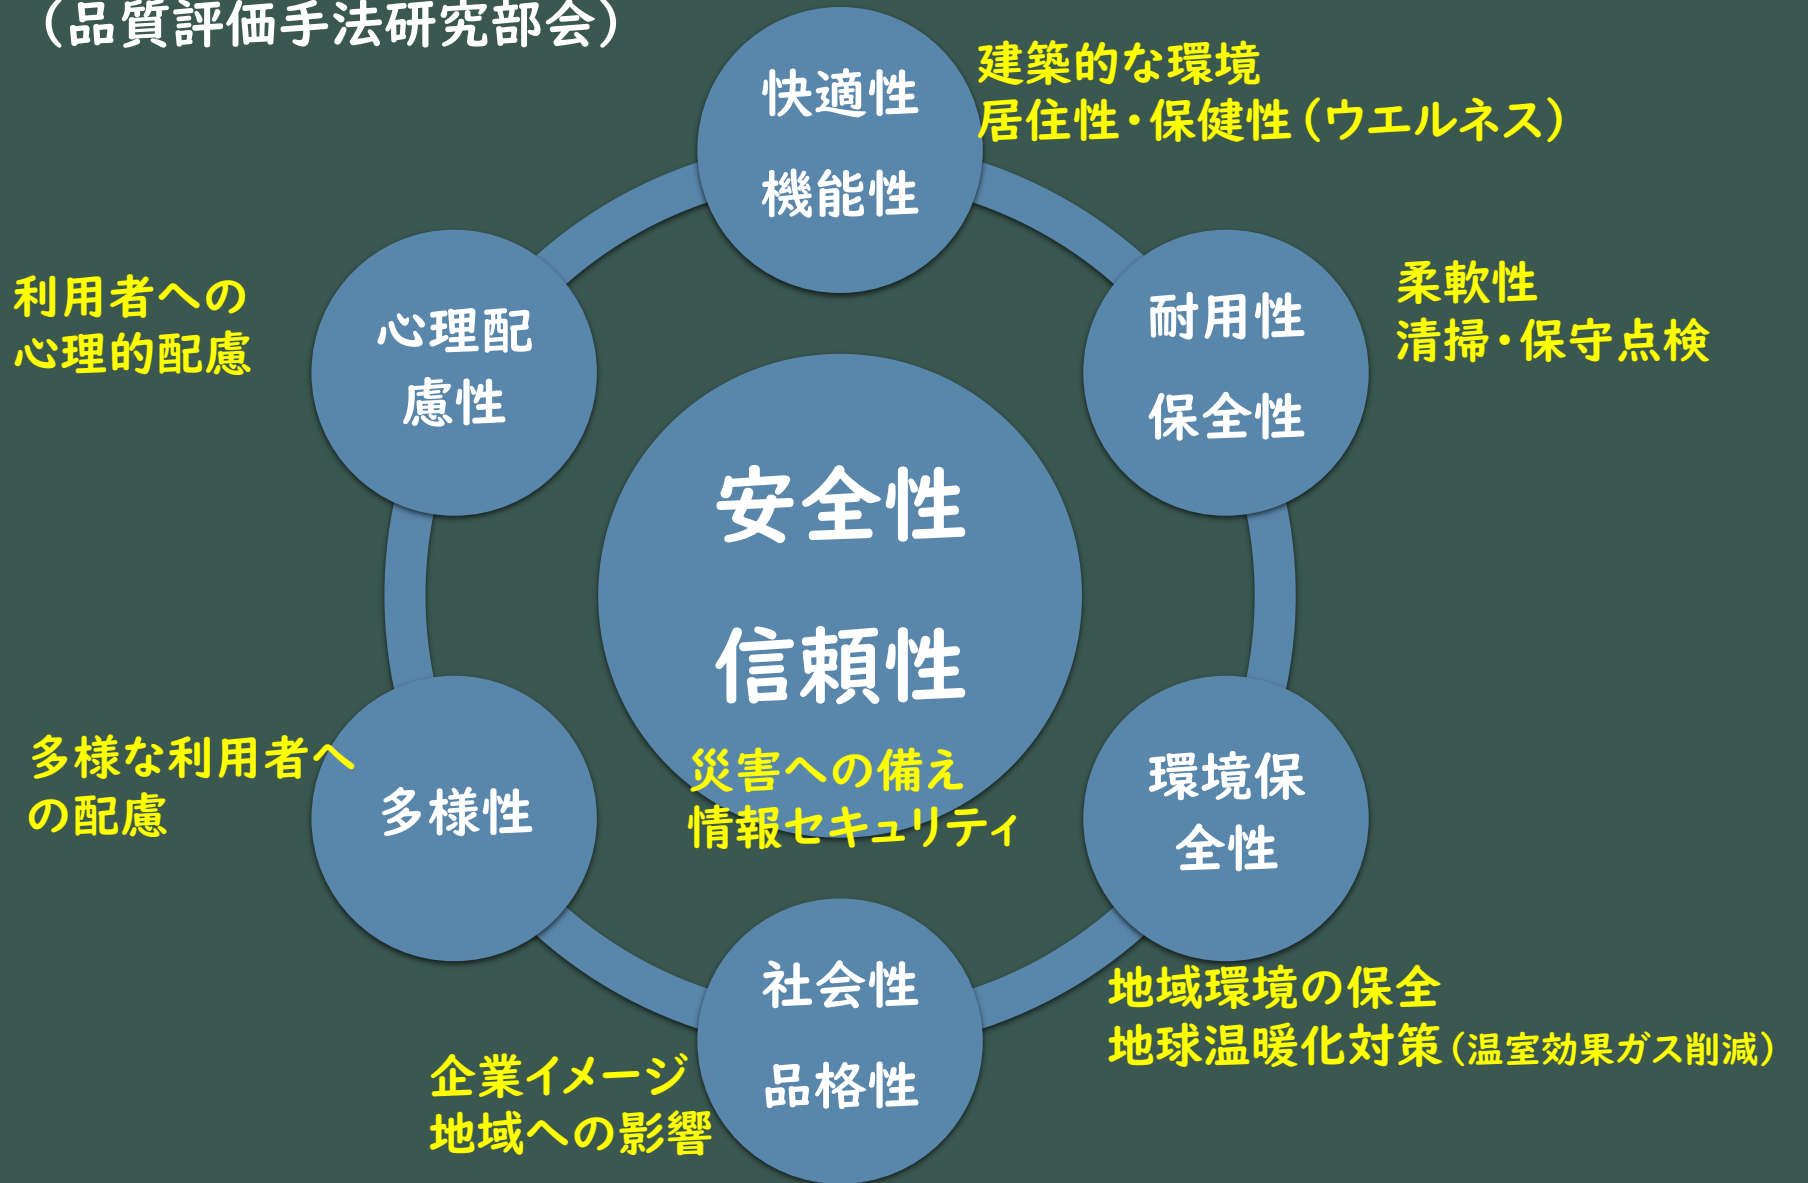 （品質評価手法研究部会）
快適性
機能性
建築的な環境
居住性・保健性（ウエルネス）
利用者への
心理的配慮
心理配
慮性
耐用性
保全性
柔軟性
清掃・保守点検
安全性
信頼性
災害への備え
情報セキュリティ
多様な利用者へ
の配慮
多様性
環境保
全性
地域環境の保全
地球温暖化対策（温室効果ガス削減）
社会性
品格性
企業イメージ
地域への影響